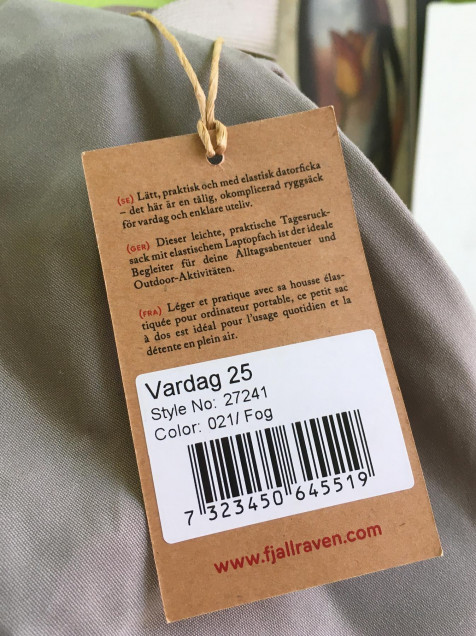 (SE) Lätt, praktisk och med elastisk datorficka
– det här är en tålig, okomplicerad ryggsäck
för vardag och enklare uteliv.
(GER) Dieser leichte, praktische Tagesruck-
sack mit elastischem Laptopfach ist der ideale
Begleiter für deine Alltagsabenteuer und
Outdoor-Aktivitäten.
(FRA) Léger et pratique avec sa housse élas-
tiquée pour ordinateur portable, ce petit sac
à dos est idéal pour l'usage quotidien et la
détente en plein air.
Vardag 25
Style No: 27241
Color: 021/ Fog
7 323450 645519
www.fjallraven.com